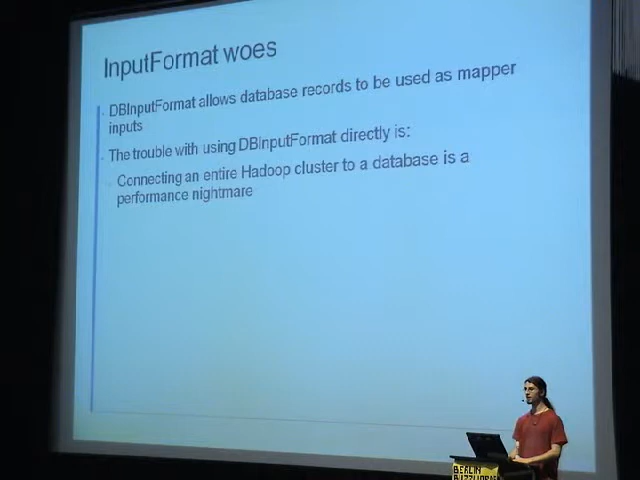 InputFormat woes
DBInputFormat allows database records to be used as mapper
inputs
The trouble with using DBInputFormat directly is:
Connecting an entire Hadoop cluster to a database is a
performance nightmare
BERLIN
BUZZWORDS